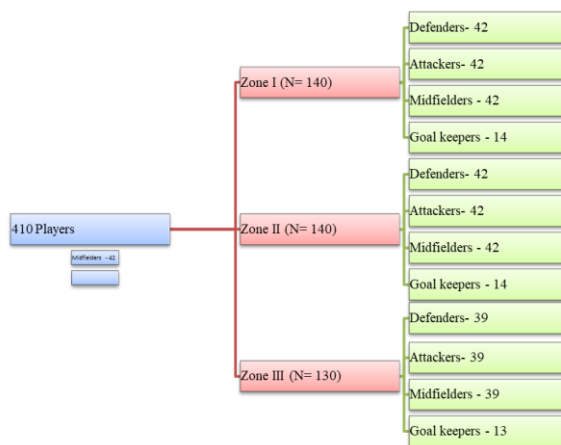 410 Players
Midfielders - 42
Zone I (N= 140)
Defenders- 42
Attackers- 42
Midfielders - 42
Goal keepers - 14
Zone II (N= 140)
Defenders- 42
Attackers- 42
Midfielders - 42
Goal keepers - 14
Zone III (N= 130)
Defenders- 39
Attackers- 39
Midfielders - 39
Goal keepers - 13